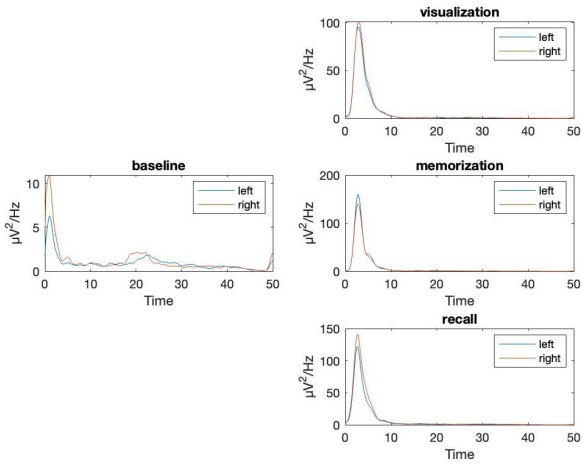 visualization
100
50
0
µV²/Hz
left
right
0 10 20 30 40 50
Time
baseline
10
5
0
µV²/Hz
left
right
0 10 20 30 40 50
Time
memorization
200
100
0
µV²/Hz
left
right
0 10 20 30 40 50
Time
recall
150
100
50
0
µV²/Hz
left
right
0 10 20 30 40 50
Time